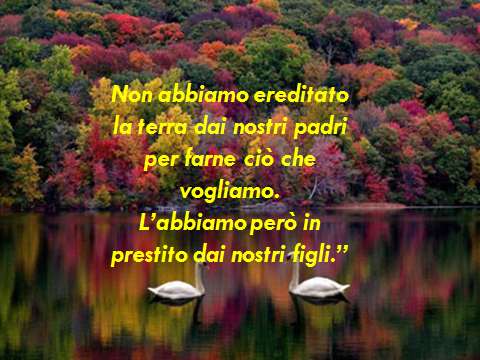 Non abbiamo ereditato
la terra dai nostri padri
per farne ciò che
vogliamo.
L’abbiamo però in
prestito dai nostri figli.”